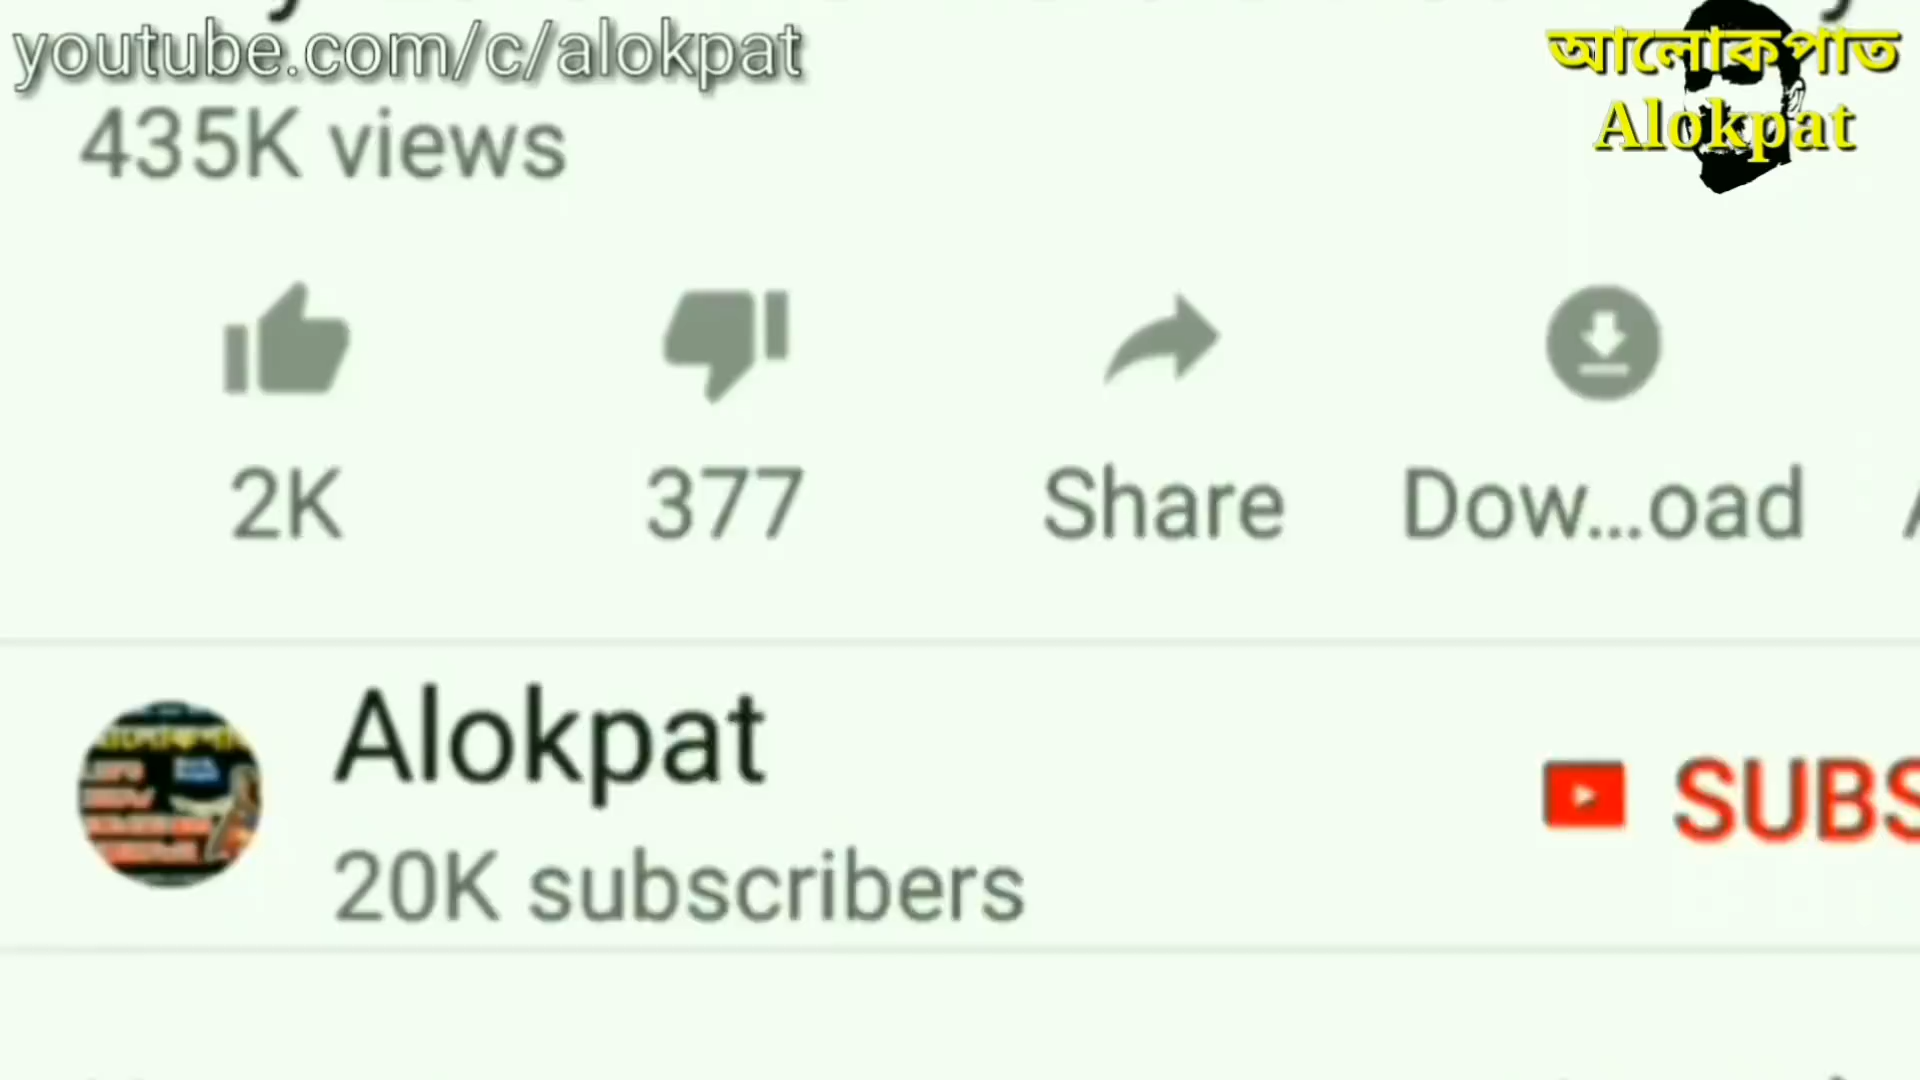 youtube.com/c/alokpat
আলোকপাত
Alokpat
435K views
2K
377
Share
Dow...oad
Alokpat
20K subscribers
SUBS